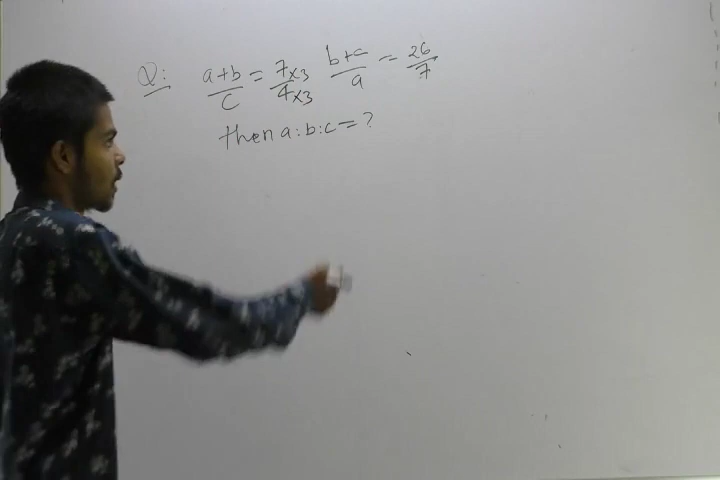 Q: a+b/c = 7×3/4×3 b+c/a = 26/7
then a:b:c=?